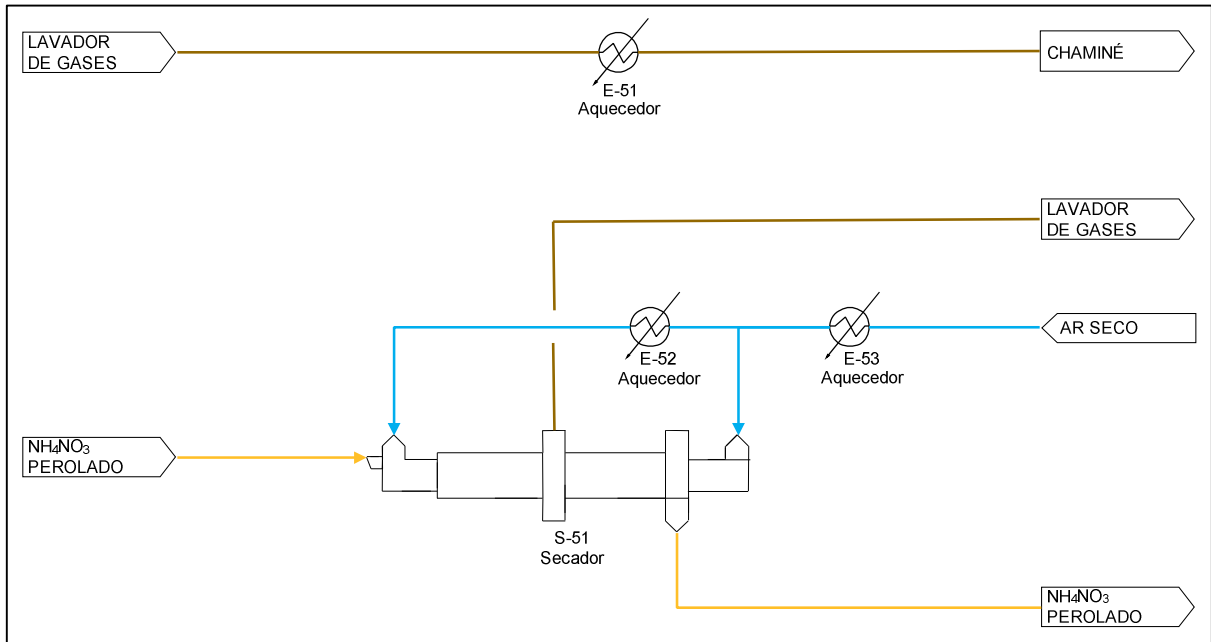 LAVADOR
DE GASES
CHAMINÉ
E-51
Aquecedor
LAVADOR
DE GASES
AR SECO
E-52
Aquecedor
E-53
Aquecedor
NH₄NO₃
PEROLADO
S-51
Secador
NH₄NO₃
PEROLADO